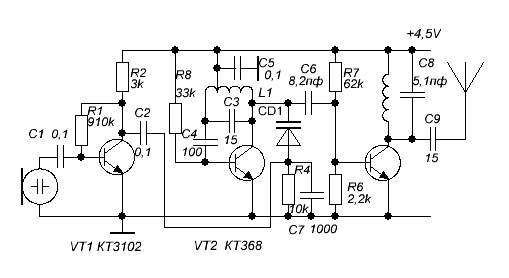 +4,5V
C5
0,1
C6
8,2пф
C8
5,1пф
R2
3k
R8
33k
R7
62k
L1
C3
15
CD1
R1
910k
C2
0,1
C1 0,1
C4
100
C9
15
R4
10k
R6
2,2k
C7 1000
VT1 КТ3102
VT2 КТ368